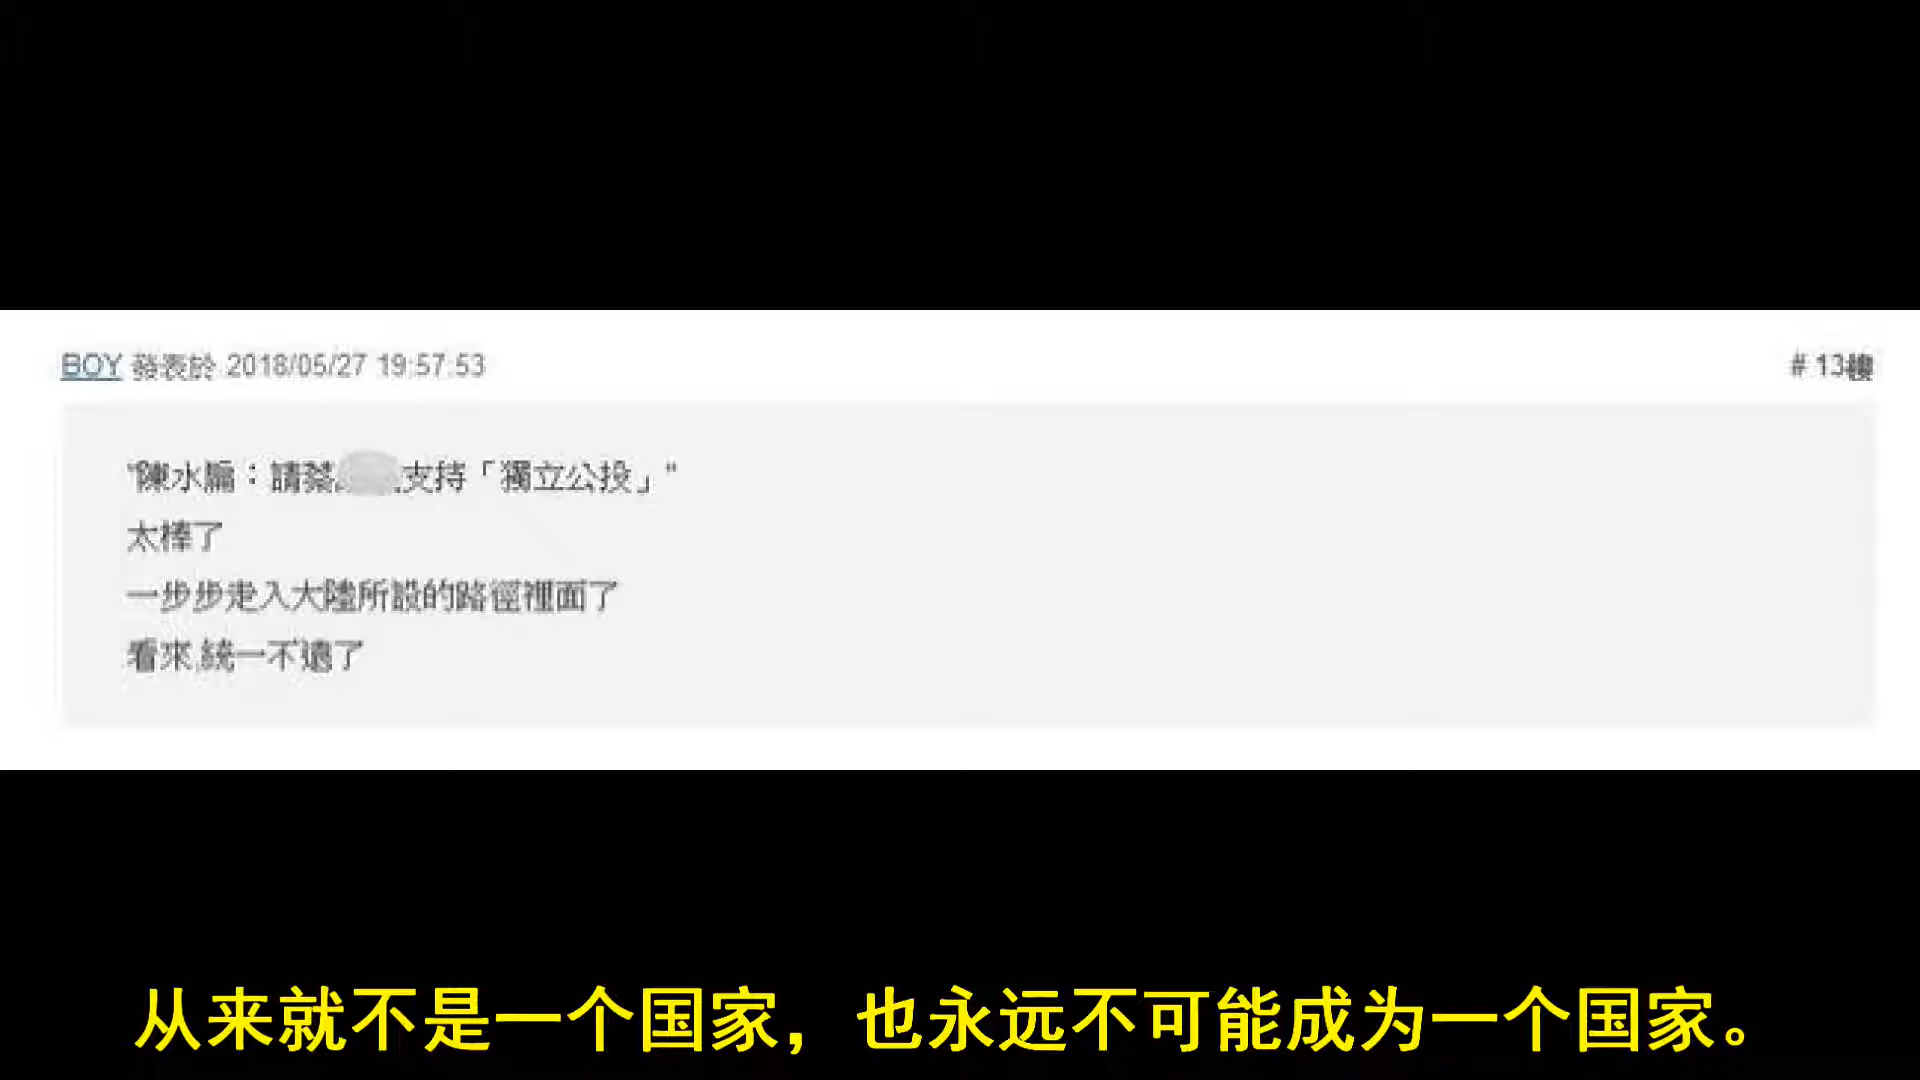 BOY 發表於 2018/05/27 19:57:53
# 13樓
"陳水扁：請蔡 支持「獨立公投」"
太棒了
一步步走入大陸所設的路徑裡面了
看來,統一不遠了
从来就不是一个国家，也永远不可能成为一个国家。